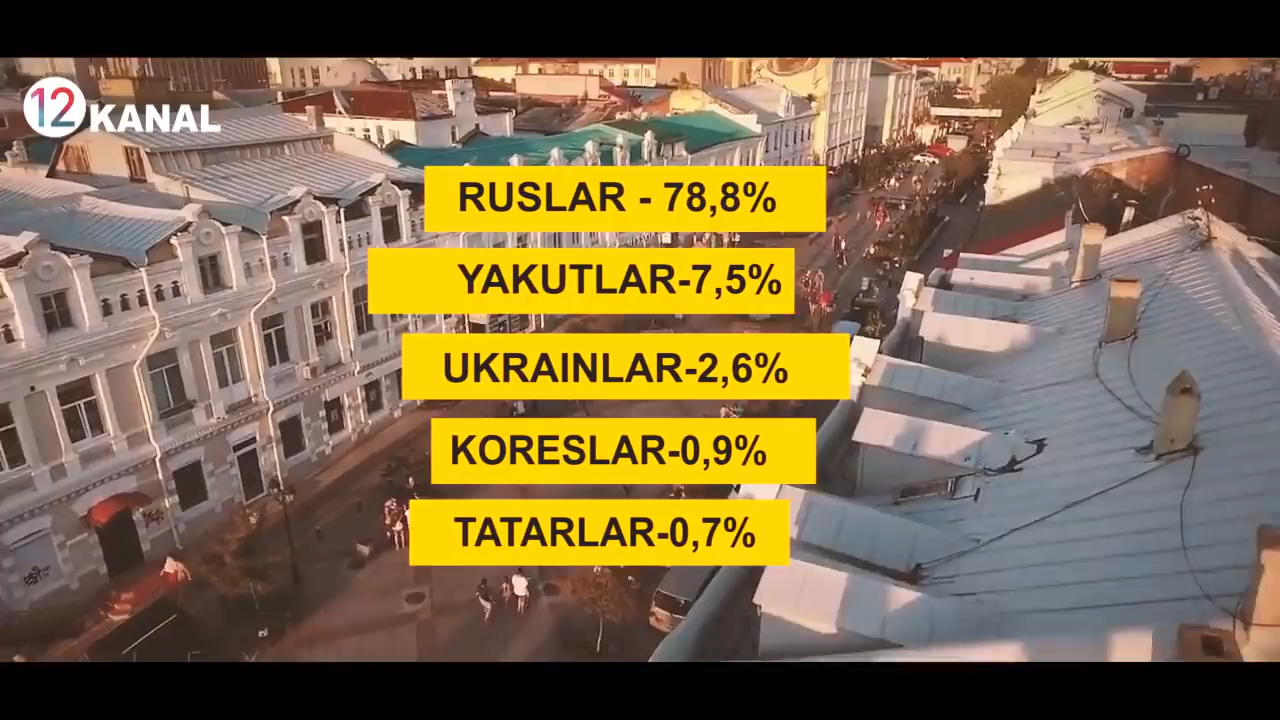 12 KANAL
RUSLAR - 78,8%
YAKUTLAR-7,5%
UKRAINLAR-2,6%
KORESLAR-0,9%
TATARLAR-0,7%